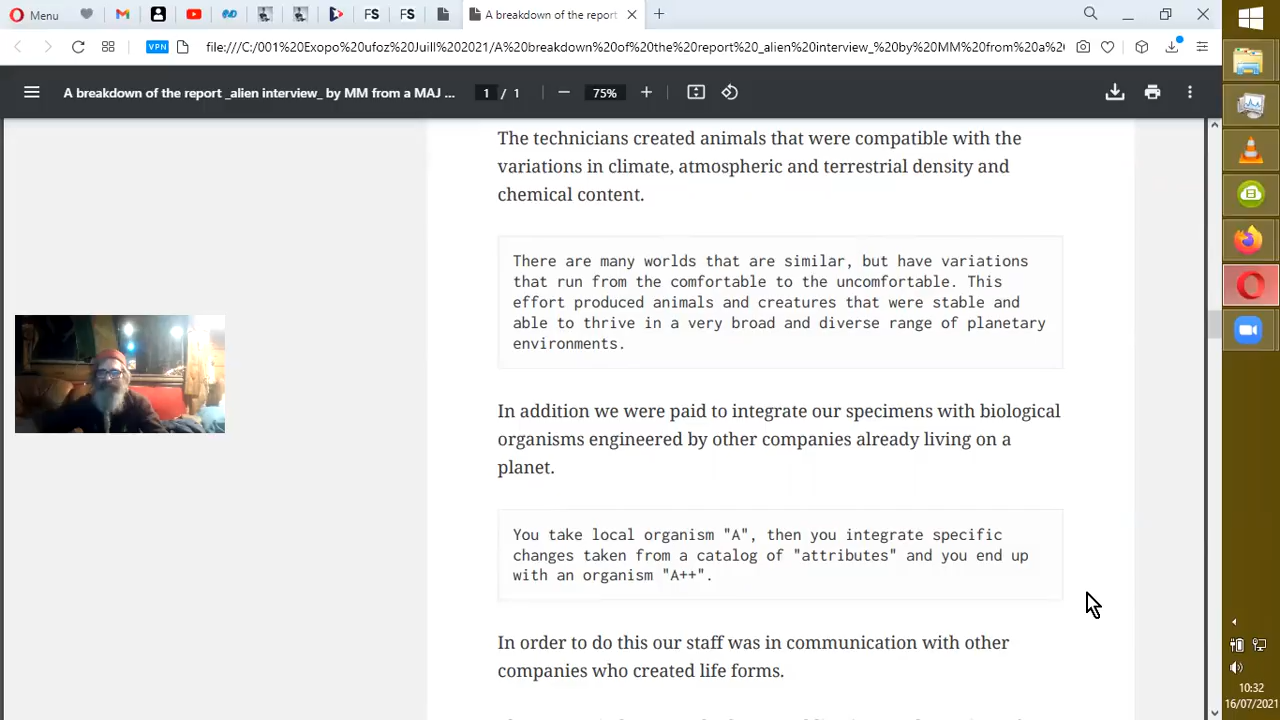 Menu
FS
FS
A breakdown of the report
VPN
file:///C:/001%20Exopo%20ufoz%20Juill%202021/A%20breakdown%20of%20the%20report%20_alien%20interview_%20by%20MM%20from%20a%20
A breakdown of the report _alien interview_ by MM from a MAJ ...
1 / 1
75%
The technicians created animals that were compatible with the
variations in climate, atmospheric and terrestrial density and
chemical content.
There are many worlds that are similar, but have variations
that run from the comfortable to the uncomfortable. This
effort produced animals and creatures that were stable and
able to thrive in a very broad and diverse range of planetary
environments.
In addition we were paid to integrate our specimens with biological
organisms engineered by other companies already living on a
planet.
You take local organism "A", then you integrate specific
changes taken from a catalog of "attributes" and you end up
with an organism "A++".
In order to do this our staff was in communication with other
companies who created life forms.
10:32
16/07/2021